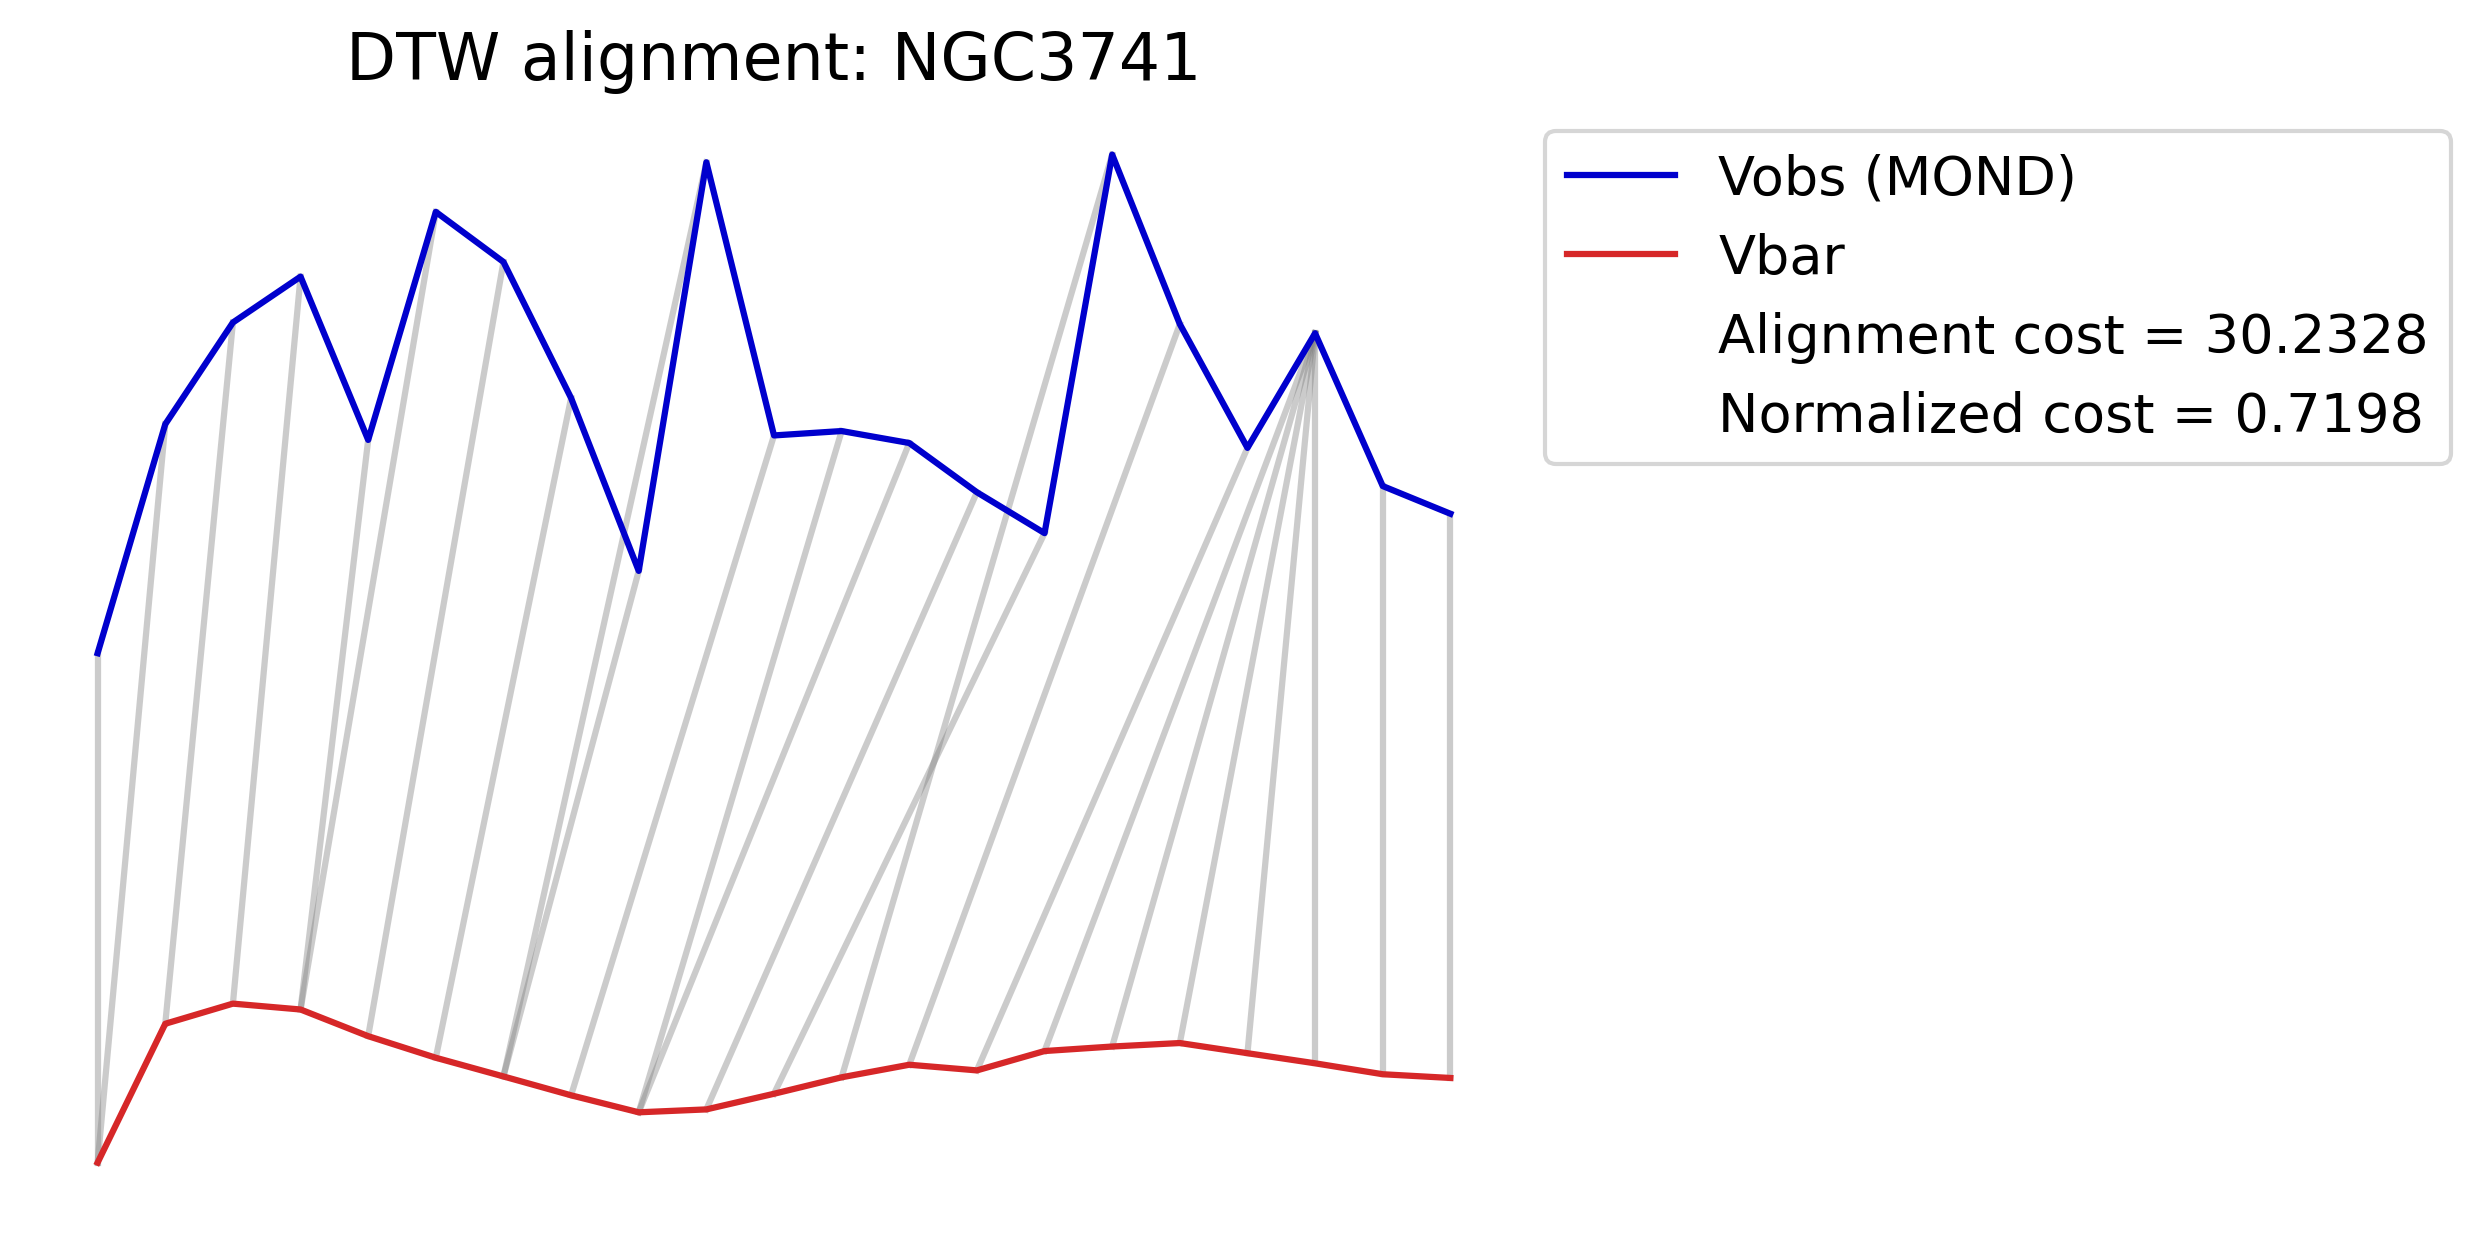 DTW alignment: NGC3741
Vobs (MOND)
Vbar
Alignment cost = 30.2328
Normalized cost = 0.7198